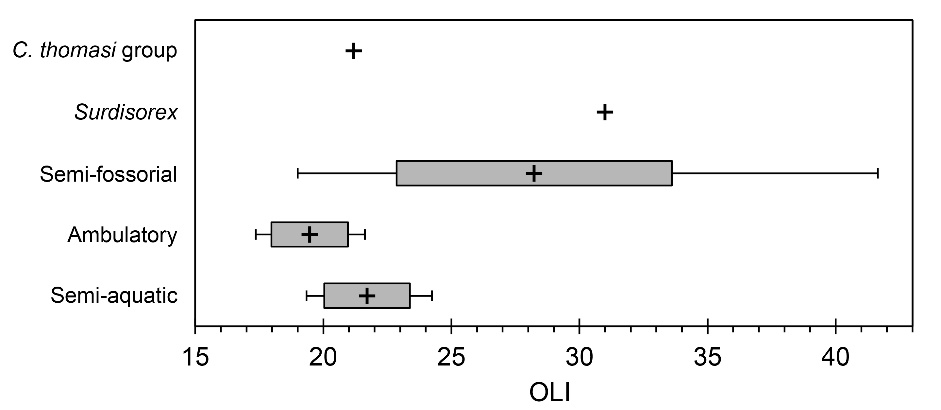 C. thomasi group
Surdisorex
Semi-fossorial
Ambulatory
Semi-aquatic
15 20 25 30 35 40
OLI